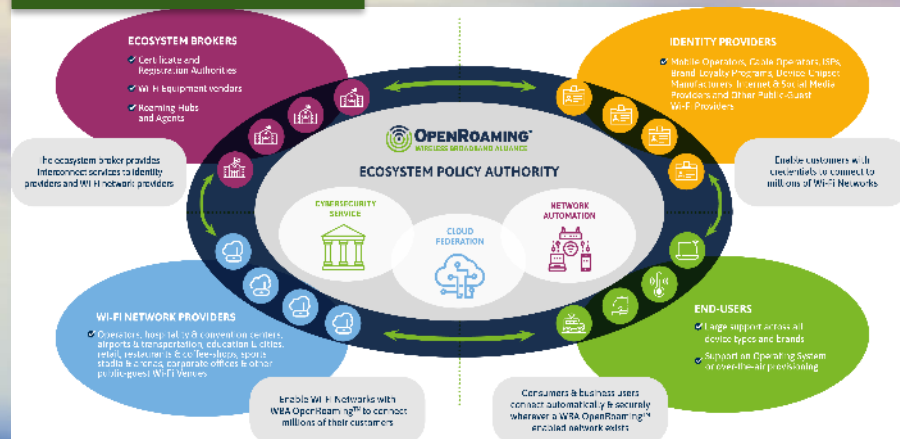 ECOSYSTEM BROKERS
Certificate and
Registration Authorities
Wi-Fi Equipment vendors
Roaming Hubs
and Agents
The ecosystem broker provides
interconnect services to identity
providers and Wi-Fi network providers
IDENTITY PROVIDERS
Mobile Operators, Cable Operators, ISPs,
Brand-Loyalty Programs, Device Chipset
Manufacturers, Internet & Social Media
Providers and Other Public-Guest
Wi-Fi Providers
Enable customers with
credentials to connect to
millions of Wi-Fi Networks
OPENROAMING™
WIRELESS BROADBAND ALLIANCE
ECOSYSTEM POLICY AUTHORITY
CYBERSECURITY
SERVICE
CLOUD
FEDERATION
NETWORK
AUTOMATION
WI-FI NETWORK PROVIDERS
Operators, hospitality & convention centers,
airports & transportation, education & cities,
retail, restaurants & coffee-shops, sports
stadia & arenas, corporate offices & other
public-guest Wi-Fi Venues
Enable Wi-Fi Networks with
WBA OpenRoaming™ to connect
millions of their customers
END-USERS
Large support across all
device types and brands
Support on Operating System
or over-the-air provisioning
Consumers & business users
connect automatically & securely
wherever a WBA OpenRoaming™
enabled network exists